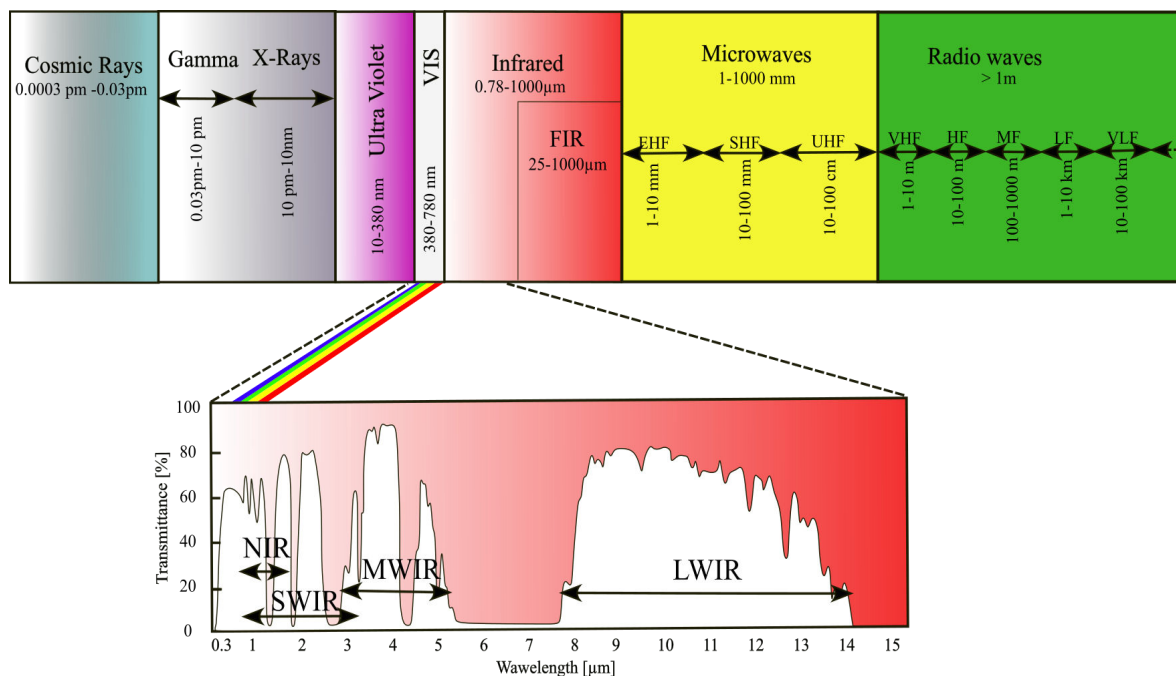 Cosmic Rays
0.0003 pm -0.03pm
Gamma
X-Rays
0.03pm-10 pm
10 pm-10nm
Ultra Violet
10-380 nm
VIS
380-780 nm
Infrared
0.78-1000µm
FIR
25-1000µm
Microwaves
1-1000 mm
EHF
SHF
UHF
1-10 mm
10-100 mm
10-100 cm
Radio waves
> 1m
VHF
HF
MF
LF
VLF
1-10 m
10-100 m
100-1000 m
1-10 km
10-100 km
Transmittance [%]
100
80
60
40
20
0
NIR
SWIR
MWIR
LWIR
0.3 1 2 3 4 5 6 7 8 9 10 11 12 13 14 15
Wawelength [µm]